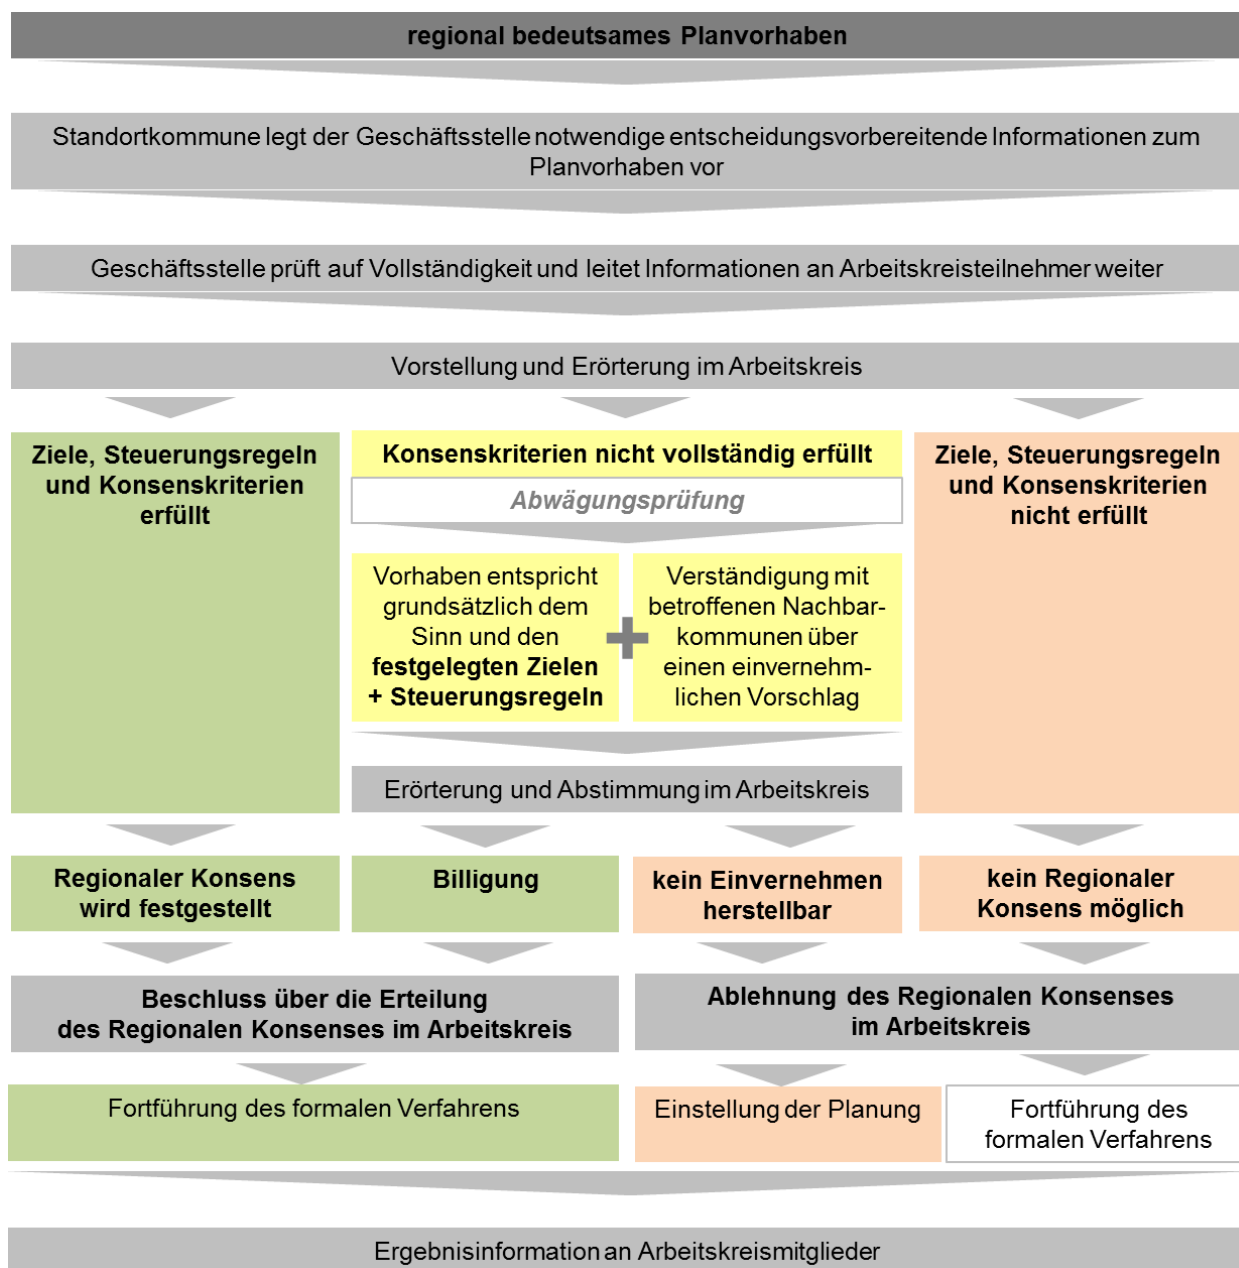 regional bedeutsames Planvorhaben
Standortkommune legt der Geschäftsstelle notwendige entscheidungsvorbereitende Informationen zum
Planvorhaben vor
Geschäftsstelle prüft auf Vollständigkeit und leitet Informationen an Arbeitskreisteilnehmer weiter
Vorstellung und Erörterung im Arbeitskreis
Ziele, Steuerungsregeln
und Konsenskriterien
erfüllt
Konsenskriterien nicht vollständig erfüllt
Abwägungsprüfung
Vorhaben entspricht
grundsätzlich dem
Sinn und den
festgelegten Zielen
+ Steuerungsregeln
+
Verständigung mit
betroffenen Nachbar-
kommunen über
einen einvernehm-
lichen Vorschlag
Erörterung und Abstimmung im Arbeitskreis
Ziele, Steuerungsregeln
und Konsenskriterien
nicht erfüllt
Regionaler Konsens
wird festgestellt
Billigung
kein Einvernehmen
herstellbar
kein Regionaler
Konsens möglich
Beschluss über die Erteilung
des Regionalen Konsenses im Arbeitskreis
Ablehnung des Regionalen Konsenses
im Arbeitskreis
Fortführung des formalen Verfahrens
Einstellung der Planung
Fortführung des
formalen Verfahrens
Ergebnisinformation an Arbeitskreismitglieder